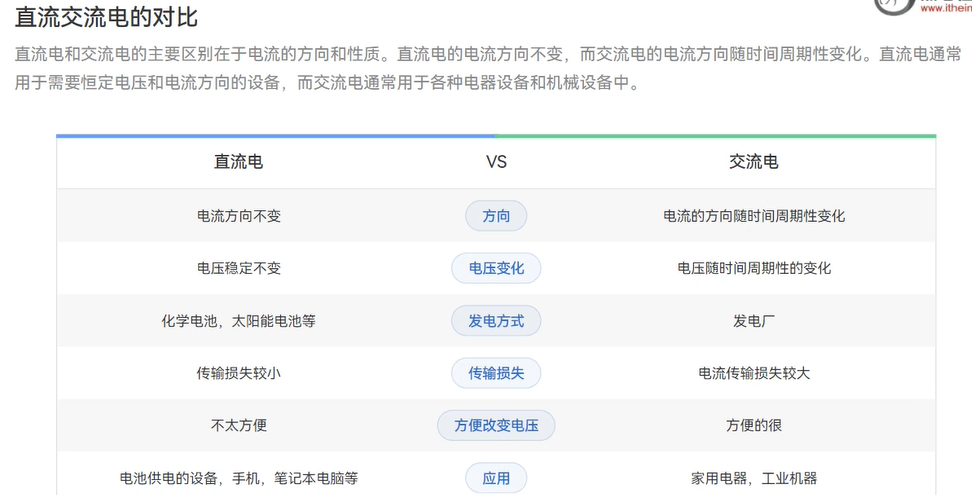 直流交流电的对比
www.ithein
直流电和交流电的主要区别在于电流的方向和性质。直流电的电流方向不变，而交流电的电流方向随时间周期性变化。直流电通常
用于需要恒定电压和电流方向的设备，而交流电通常用于各种电器设备和机械设备中。
直流电 VS 交流电
电流方向不变 方向 电流的方向随时间周期性变化
电压稳定不变 电压变化 电压随时间周期性的变化
化学电池，太阳能电池等 发电方式 发电厂
传输损失较小 传输损失 电流传输损失较大
不太方便 方便改变电压 方便的很
电池供电的设备，手机，笔记本电脑等 应用 家用电器，工业机器